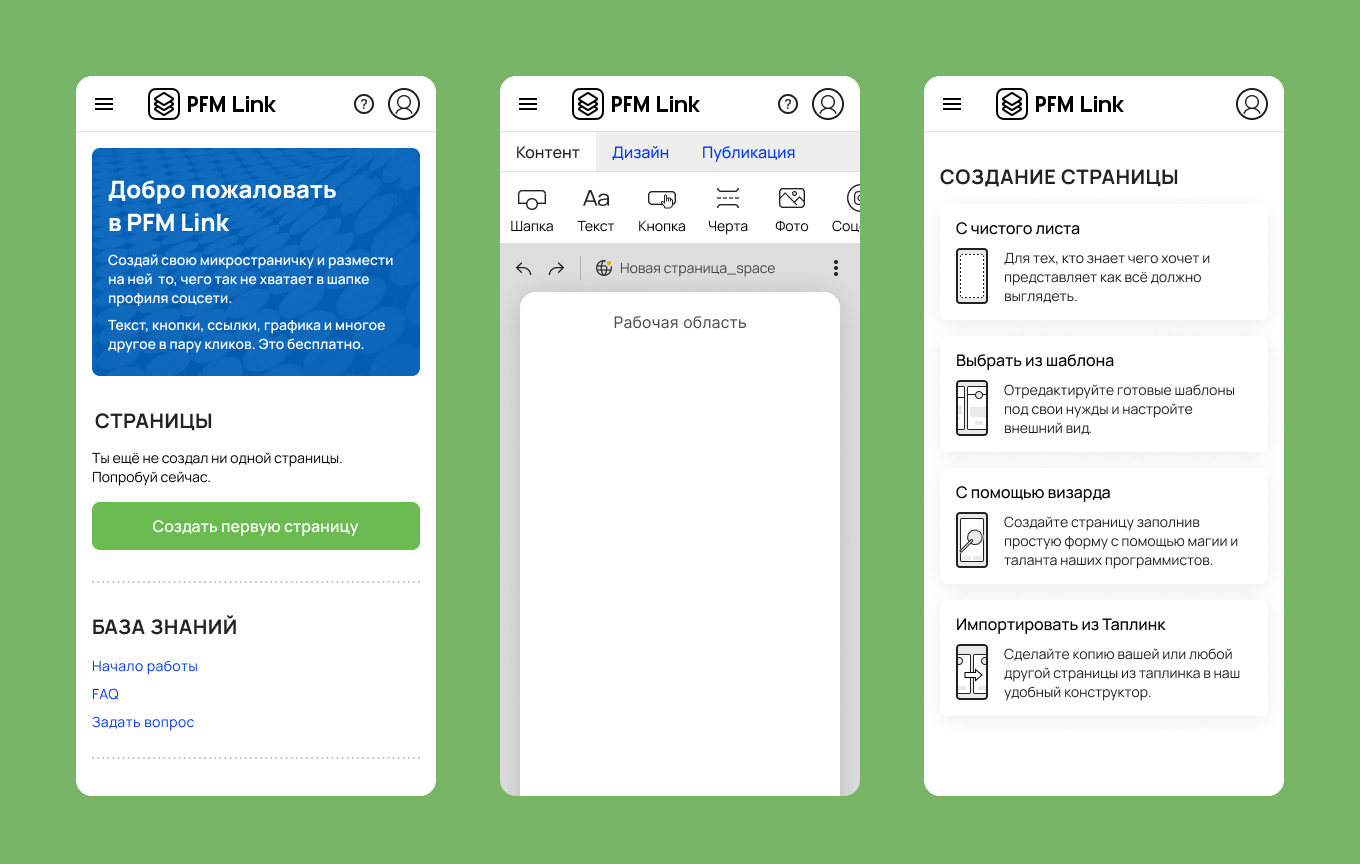 PFM Link
?
Добро пожаловать
в PFM Link
Создай свою микространичку и размести
на ней то, чего так не хватает в шапке
профиля соцсети.
Текст, кнопки, ссылки, графика и многое
другое в пару кликов. Это бесплатно.
СТРАНИЦЫ
Ты ещё не создал ни одной страницы.
Попробуй сейчас.
Создать первую страницу
БАЗА ЗНАНИЙ
Начало работы
FAQ
Задать вопрос
PFM Link
?
Контент Дизайн Публикация
Aa
Шапка Текст Кнопка Черта Фото Соц
Новая страница_space
Рабочая область
PFM Link
СОЗДАНИЕ СТРАНИЦЫ
С чистого листа
Для тех, кто знает чего хочет и
представляет как всё должно
выглядеть.
Выбрать из шаблона
Отредактируйте готовые шаблоны
под свои нужды и настройте
внешний вид.
С помощью визарда
Создайте страницу заполнив
простую форму с помощью магии и
таланта наших программистов.
Импортировать из Таплинк
Сделайте копию вашей или любой
другой страницы из таплинка в наш
удобный конструктор.